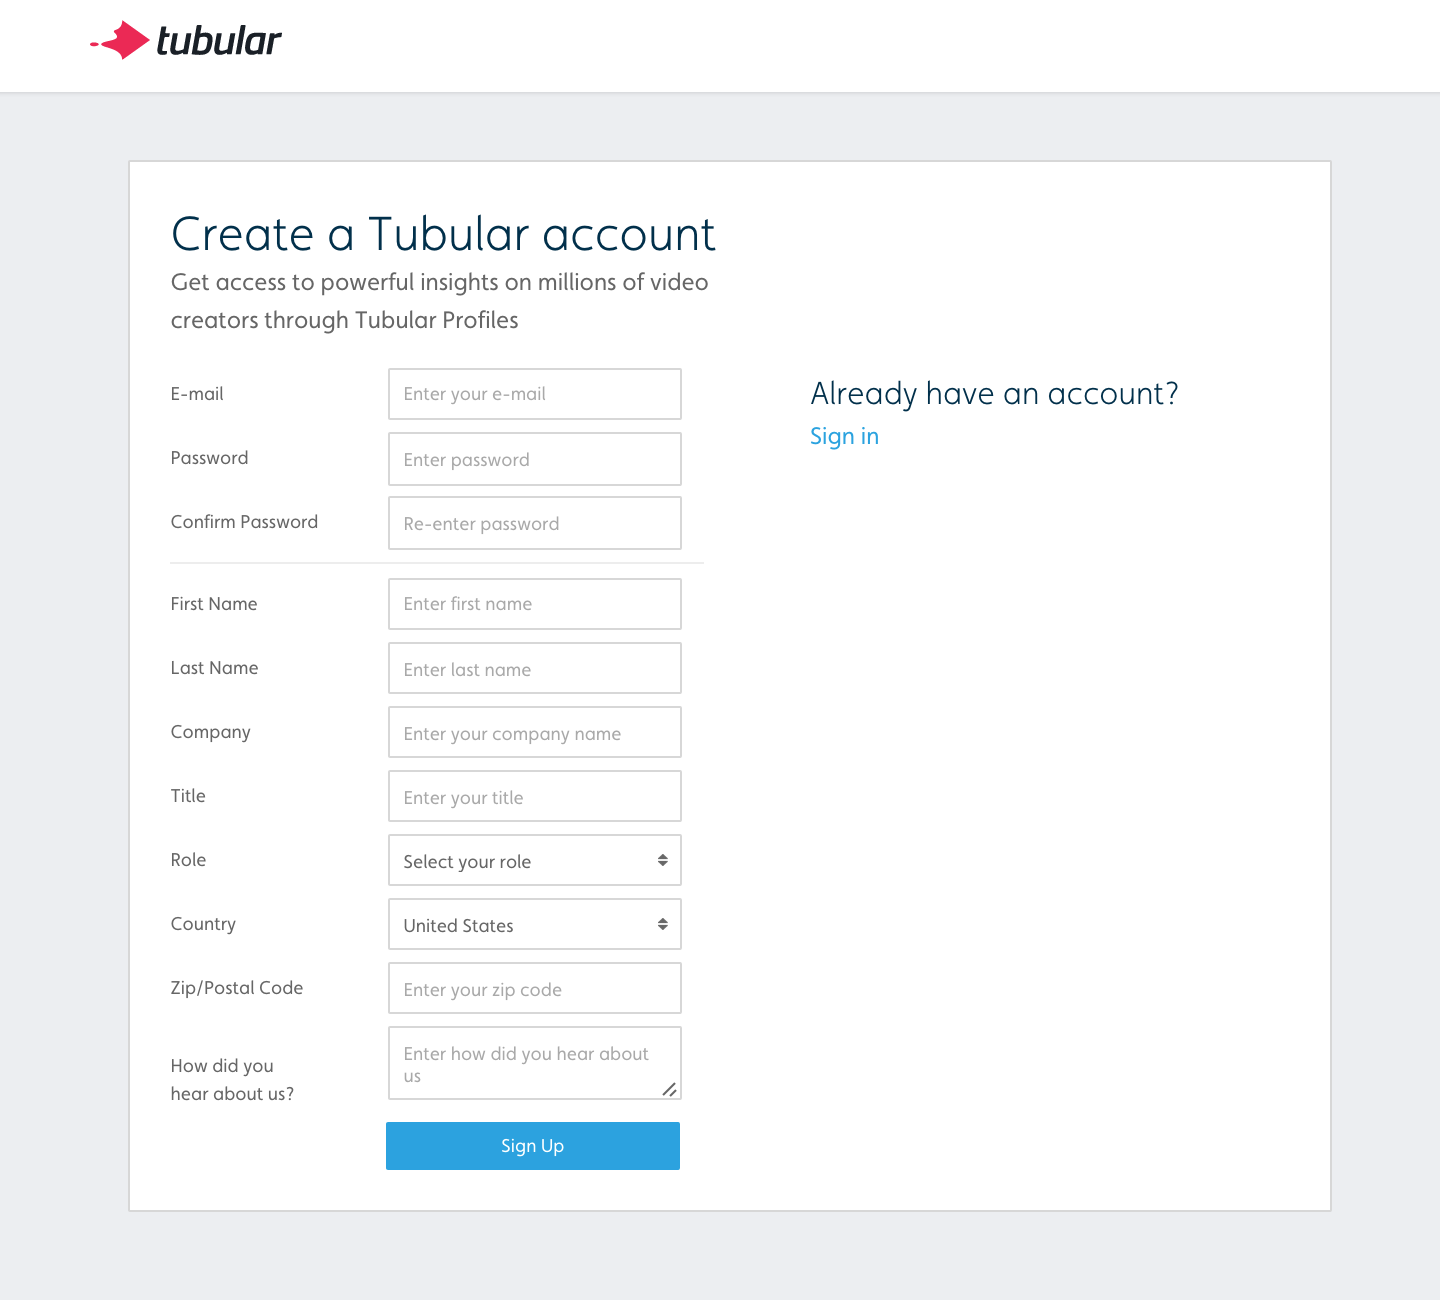 tubular
Create a Tubular account
Get access to powerful insights on millions of video
creators through Tubular Profiles
E-mail
Enter your e-mail
Already have an account?
Sign in
Password
Enter password
Confirm Password
Re-enter password
First Name
Enter first name
Last Name
Enter last name
Company
Enter your company name
Title
Enter your title
Role
Select your role
Country
United States
Zip/Postal Code
Enter your zip code
How did you
hear about us?
Enter how did you hear about
us
Sign Up